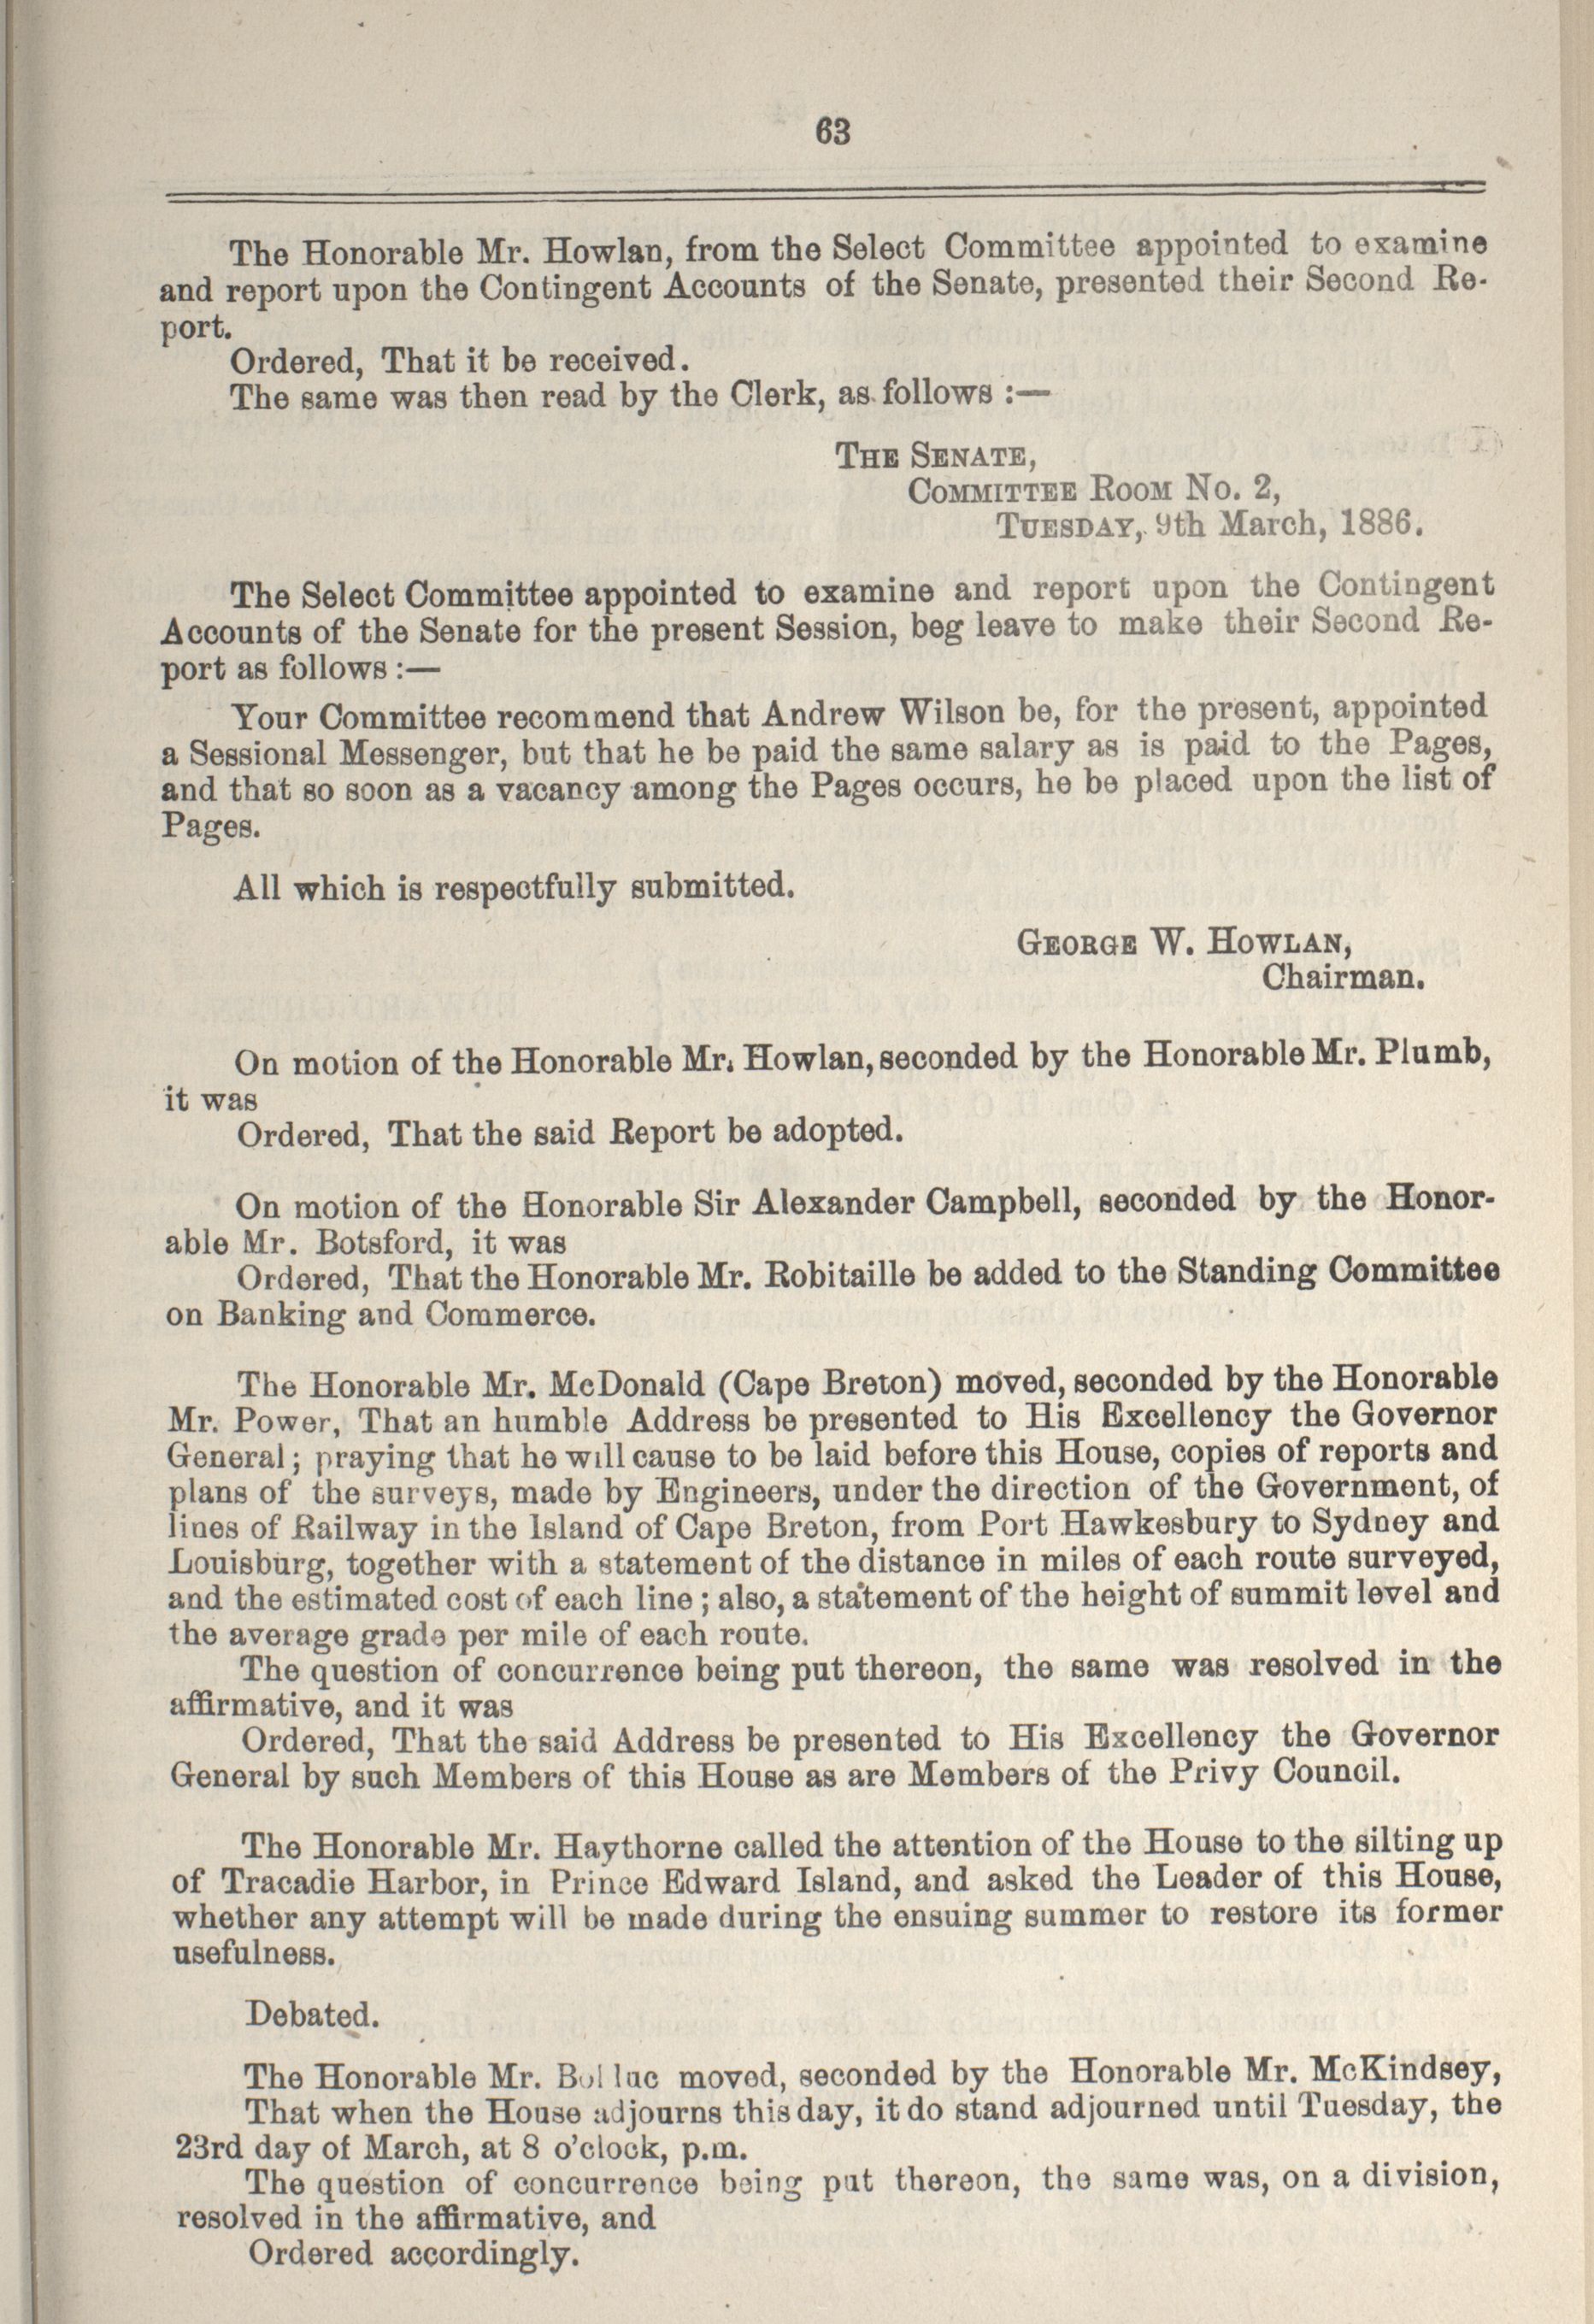 63
The Honorable Mr. Howlan, from the Select Committee appointed to examine
and report upon the Contingent Accounts of the Senate, presented their Second Re-
port.
Ordered, That it be received.
The same was then read by the Clerk, as follows :—
THE SENATE,
COMMITTEE ROOM No. 2,
TUESDAY, 9th March, 1886.
The Select Committee appointed to examine and report upon the Contingent
Accounts of the Senate for the present Session, beg leave to make their Second Re-
port as follows :—
Your Committee recommend that Andrew Wilson be, for the present, appointed
a Sessional Messenger, but that he be paid the same salary as is paid to the Pages,
and that so soon as a vacancy among the Pages occurs, he be placed upon the list of
Pages.
All which is respectfully submitted.
GEORGE W. HOWLAN,
Chairman.
On motion of the Honorable Mr. Howlan, seconded by the Honorable Mr. Plumb,
it was
Ordered, That the said Report be adopted.
On motion of the Honorable Sir Alexander Campbell, seconded by the Honor-
able Mr. Botsford, it was
Ordered, That the Honorable Mr. Robitaille be added to the Standing Committee
on Banking and Commerce.
The Honorable Mr. McDonald (Cape Breton) moved, seconded by the Honorable
Mr. Power, That an humble Address be presented to His Excellency the Governor
General ; praying that he will cause to be laid before this House, copies of reports and
plans of the surveys, made by Engineers, under the direction of the Government, of
lines of Railway in the Island of Cape Breton, from Port Hawkesbury to Sydney and
Louisburg, together with a statement of the distance in miles of each route surveyed,
and the estimated cost of each line ; also, a statement of the height of summit level and
the average grade per mile of each route.
The question of concurrence being put thereon, the same was resolved in the
affirmative, and it was
Ordered, That the said Address be presented to His Excellency the Governor
General by such Members of this House as are Members of the Privy Council.
The Honorable Mr. Haythorne called the attention of the House to the silting up
of Tracadie Harbor, in Prince Edward Island, and asked the Leader of this House,
whether any attempt will be made during the ensuing summer to restore its former
usefulness.
Debated.
The Honorable Mr. moved, seconded by the Honorable Mr. McKindsey,
That when the House adjourns this day, it do stand adjourned until Tuesday, the
23rd day of March, at 8 o'clock, p.m.
The question of concurrence being put thereon, the same was, on a division,
resolved in the affirmative, and
Ordered accordingly.